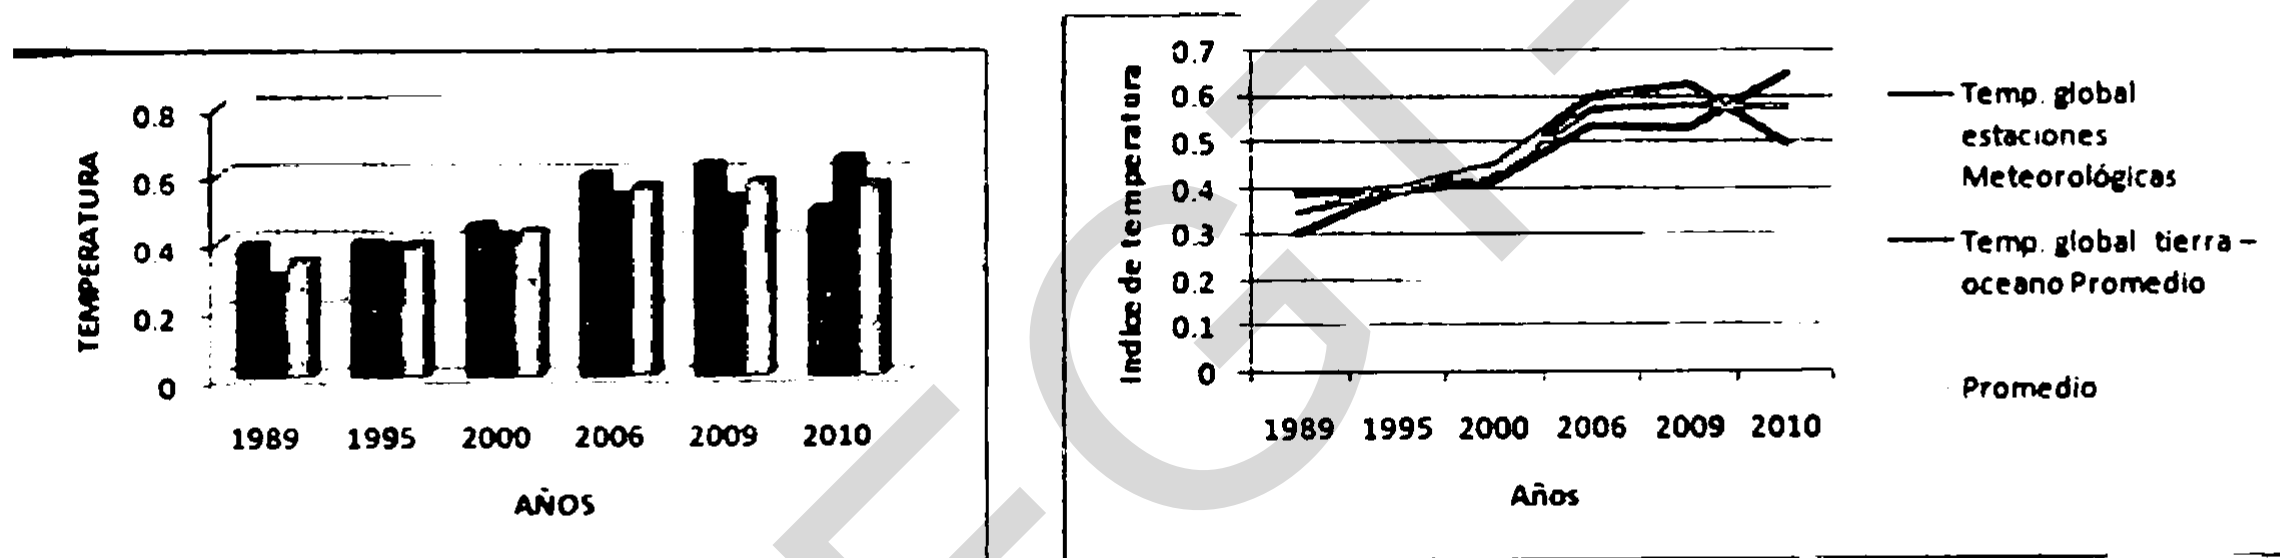 TEMPERATURA
0.8
0.6
0.4
0.2
0
1989 1995 2000 2006 2009 2010
AÑOS
Indice de temperatura
0.7
0.6
0.5
0.4
0.3
0.2
0.1
0
1989 1995 2000 2006 2009 2010
Años
Temp. global
estaciones
Meteorológicas
Temp. global tierra –
oceano Promedio
Promedio